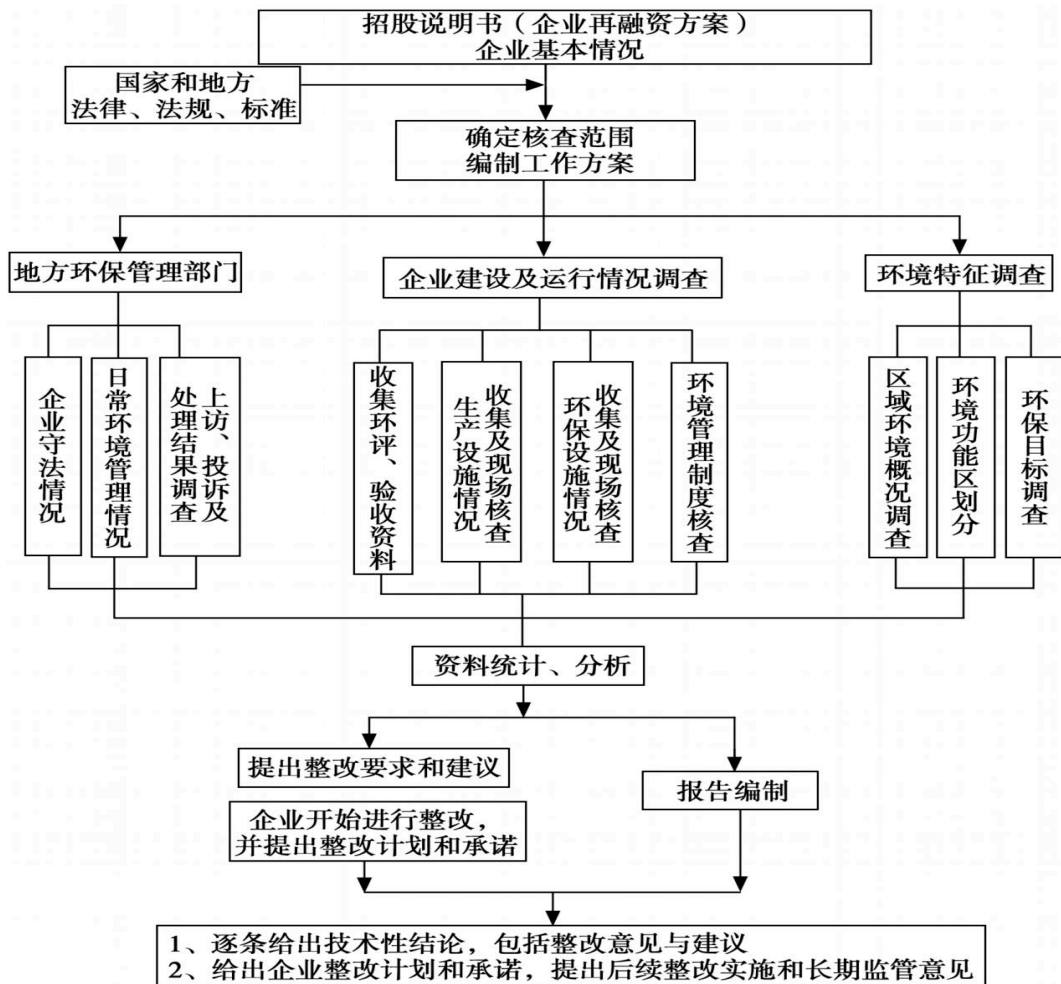 招股说明书（企业再融资方案）
企业基本情况
国家和地方
法律、法规、标准
确定核查范围
编制工作方案
地方环保管理部门
企业建设及运行情况调查
环境特征调查
企业守法情况
日常环境管理情况
上访、投诉及
处理结果调查
收集环评、验收资料
收集及现场核查
生产设施情况
收集及现场核查
环保设施情况
环境管理制度核查
区域环境概况调查
环境功能区划分
环保目标调查
资料统计、分析
提出整改要求和建议
报告编制
企业开始进行整改，
并提出整改计划和承诺
1、逐条给出技术性结论，包括整改意见与建议
2、给出企业整改计划和承诺，提出后续整改实施和长期监管意见